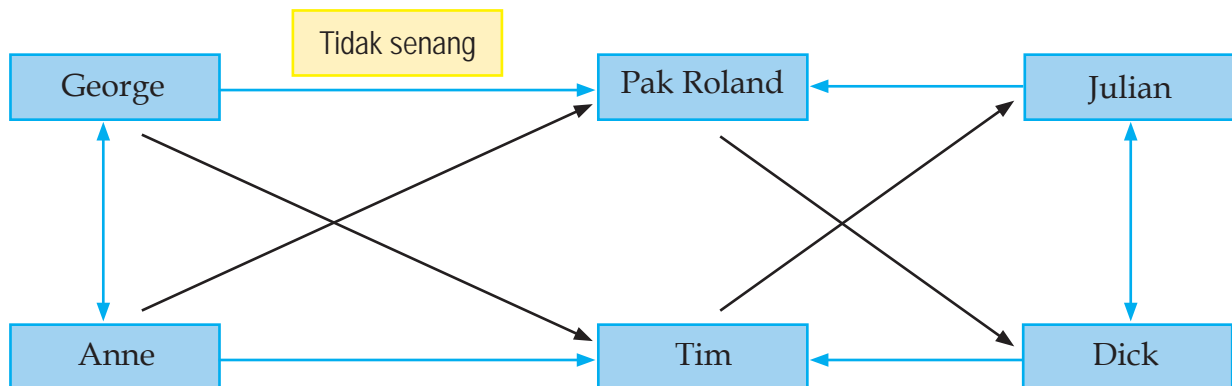 Tidak senang
George
Pak Roland
Julian
Anne
Tim
Dick